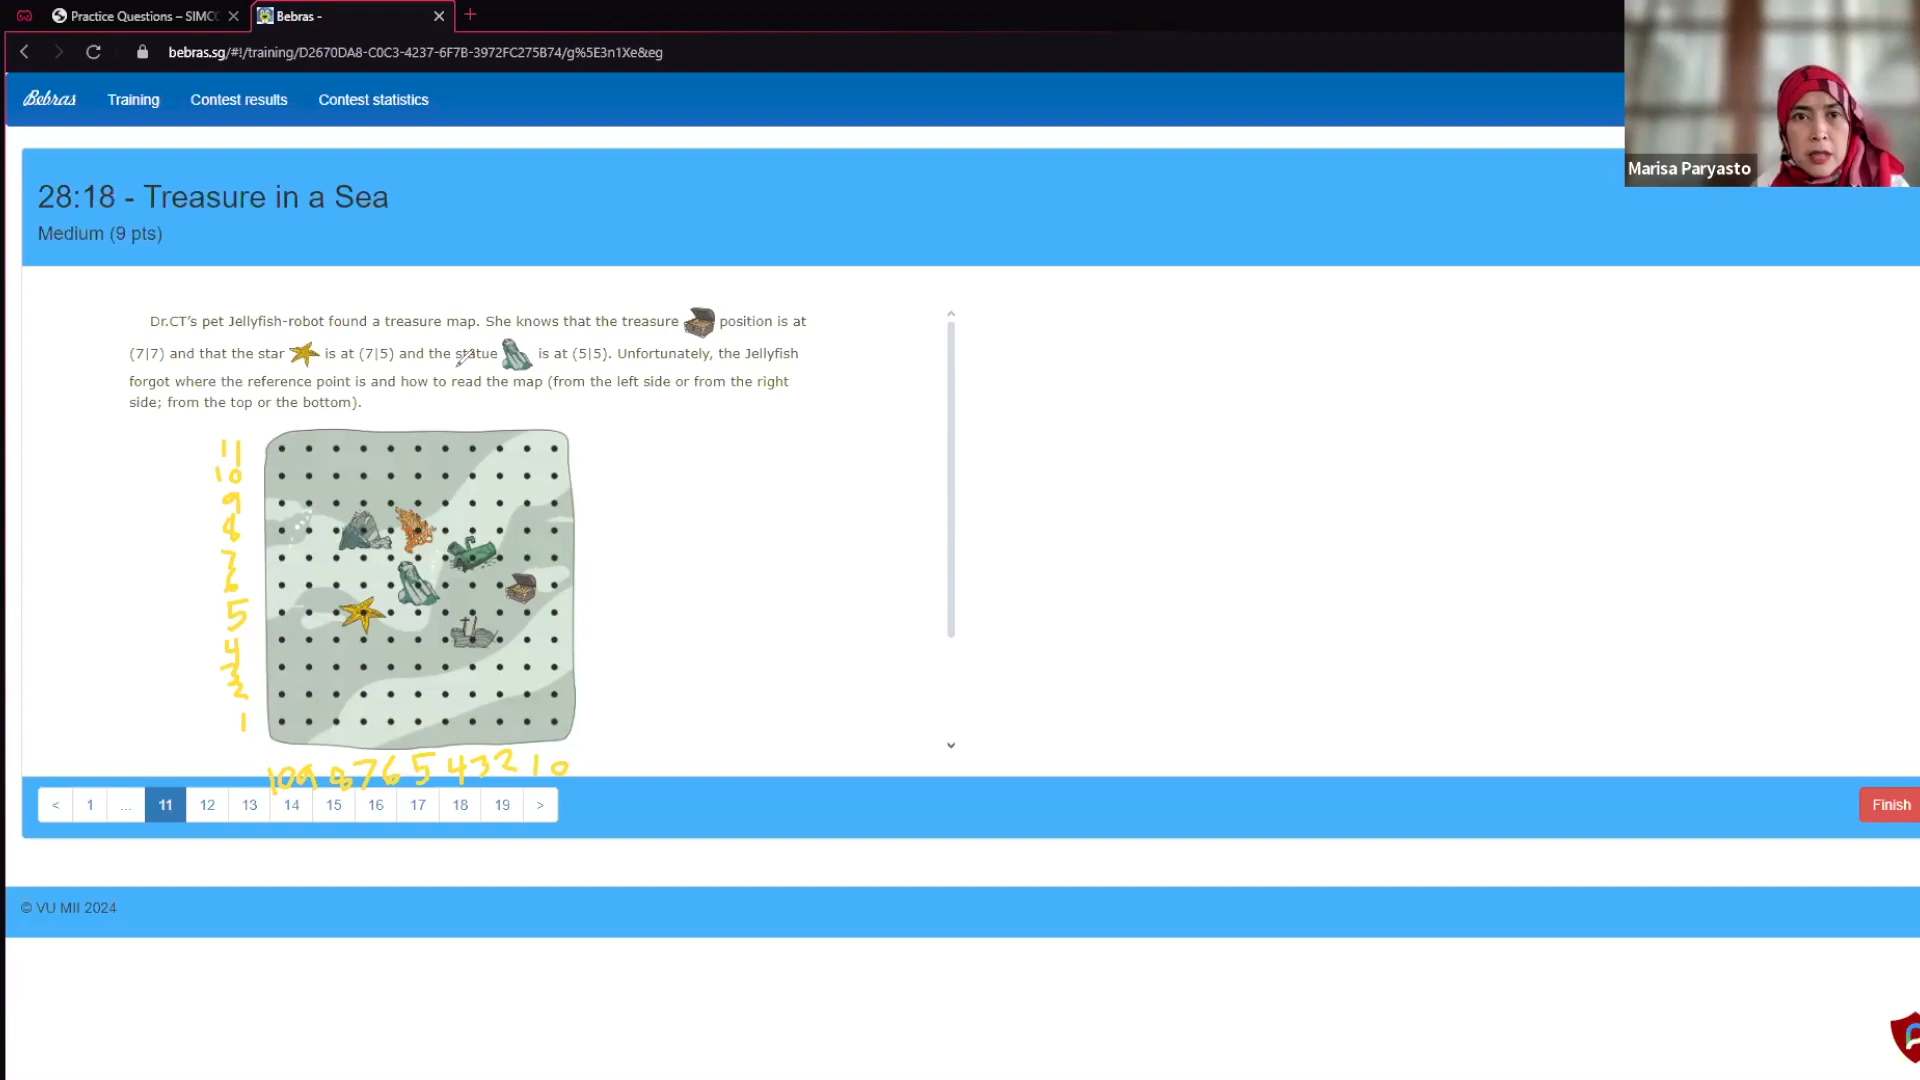 Practice Questions – SIMCC
Bebras -
bebras.sg/#!/training/D2670DA8-C0C3-4237-6F7B-3972FC275B74/g%5E3n1Xe&eg
Bebras Training Contest results Contest statistics
Marisa Paryasto
28:18 - Treasure in a Sea
Medium (9 pts)
Dr.CT's pet Jellyfish-robot found a treasure map. She knows that the treasure position is at
(7|7) and that the star is at (7|5) and the statue is at (5|5). Unfortunately, the Jellyfish
forgot where the reference point is and how to read the map (from the left side or from the right
side; from the top or the bottom).
11
10
9
8
7
6
5
4
3
2
1
10 9 8 7 6 5 4 3 2 1 0
< 1 ... 11 12 13 14 15 16 17 18 19 >
Finish
© VU MII 2024